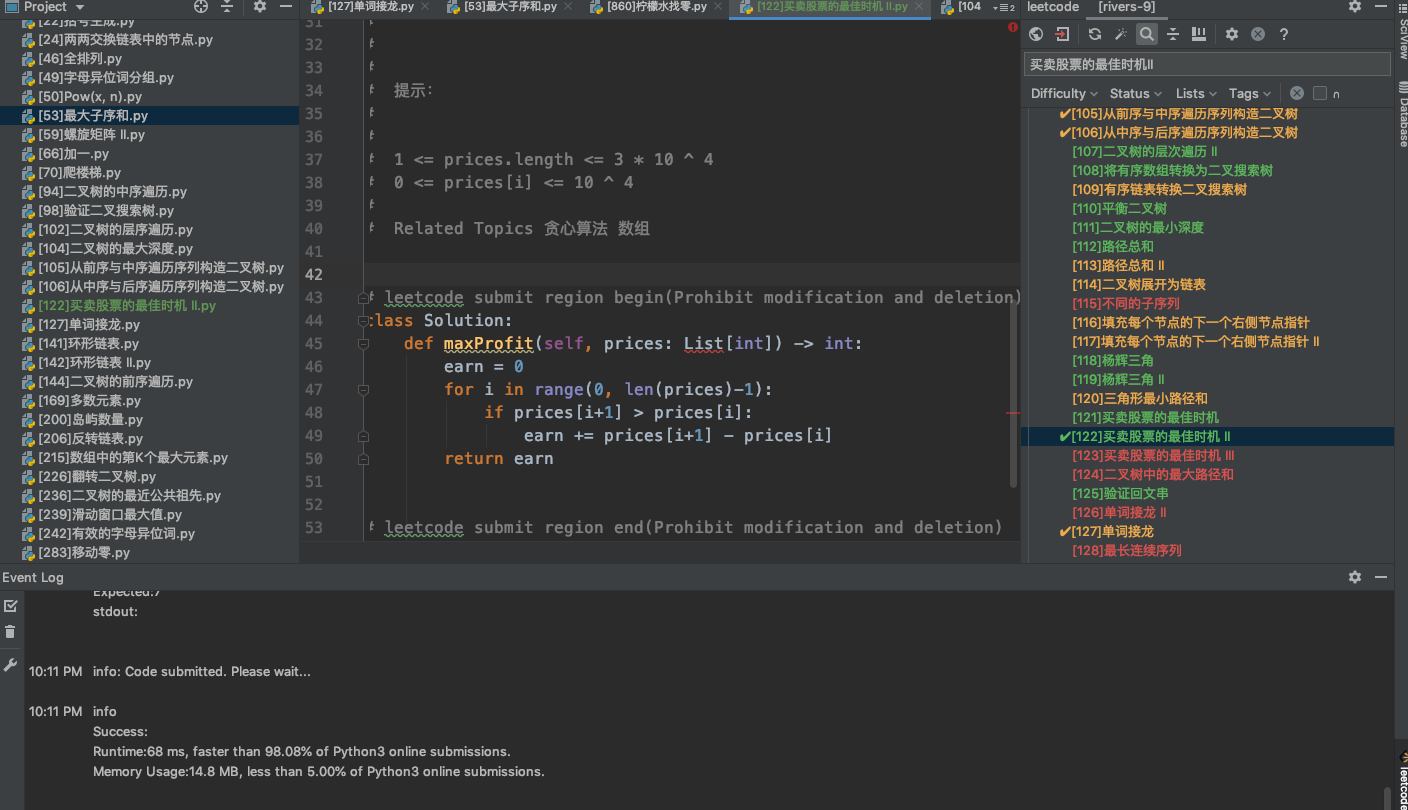 Project
[22]括号生成.py
[24]两两交换链表中的节点.py
[46]全排列.py
[49]字母异位词分组.py
[50]Pow(x, n).py
[53]最大子序和.py
[59]螺旋矩阵 II.py
[66]加一.py
[70]爬楼梯.py
[94]二叉树的中序遍历.py
[98]验证二叉搜索树.py
[102]二叉树的层序遍历.py
[104]二叉树的最大深度.py
[105]从前序与中序遍历序列构造二叉树.py
[106]从中序与后序遍历序列构造二叉树.py
[122]买卖股票的最佳时机 II.py
[127]单词接龙.py
[141]环形链表.py
[142]环形链表 II.py
[144]二叉树的前序遍历.py
[169]多数元素.py
[200]岛屿数量.py
[206]反转链表.py
[215]数组中的第K个最大元素.py
[226]翻转二叉树.py
[236]二叉树的最近公共祖先.py
[239]滑动窗口最大值.py
[242]有效的字母异位词.py
[283]移动零.py
[127]单词接龙.py
[53]最大子序和.py
[860]柠檬水找零.py
[122]买卖股票的最佳时机 II.py
[104
2
31 #
32 #
33 #
34 # 提示：
35 #
36 #
37 # 1 <= prices.length <= 3 * 10 ^ 4
38 # 0 <= prices[i] <= 10 ^ 4
39 #
40 # Related Topics 贪心算法 数组
41
42
43 # leetcode submit region begin(Prohibit modification and deletion)
44 class Solution:
45 def maxProfit(self, prices: List[int]) -> int:
46 earn = 0
47 for i in range(0, len(prices)-1):
48 if prices[i+1] > prices[i]:
49 earn += prices[i+1] - prices[i]
50 return earn
51
52
53 # leetcode submit region end(Prohibit modification and deletion)
leetcode [rivers-9]
买卖股票的最佳时机II
Difficulty Status Lists Tags n
✔[105]从前序与中序遍历序列构造二叉树
✔[106]从中序与后序遍历序列构造二叉树
[107]二叉树的层次遍历 II
[108]将有序数组转换为二叉搜索树
[109]有序链表转换二叉搜索树
[110]平衡二叉树
[111]二叉树的最小深度
[112]路径总和
[113]路径总和 II
[114]二叉树展开为链表
[115]不同的子序列
[116]填充每个节点的下一个右侧节点指针
[117]填充每个节点的下一个右侧节点指针 II
[118]杨辉三角
[119]杨辉三角 II
[120]三角形最小路径和
[121]买卖股票的最佳时机
✔[122]买卖股票的最佳时机 II
[123]买卖股票的最佳时机 III
[124]二叉树中的最大路径和
[125]验证回文串
[126]单词接龙 II
✔[127]单词接龙
[128]最长连续序列
SciView
Database
leetcode
Event Log
Expected:7
stdout:
10:11 PM info: Code submitted. Please wait...
10:11 PM info
Success:
Runtime:68 ms, faster than 98.08% of Python3 online submissions.
Memory Usage:14.8 MB, less than 5.00% of Python3 online submissions.